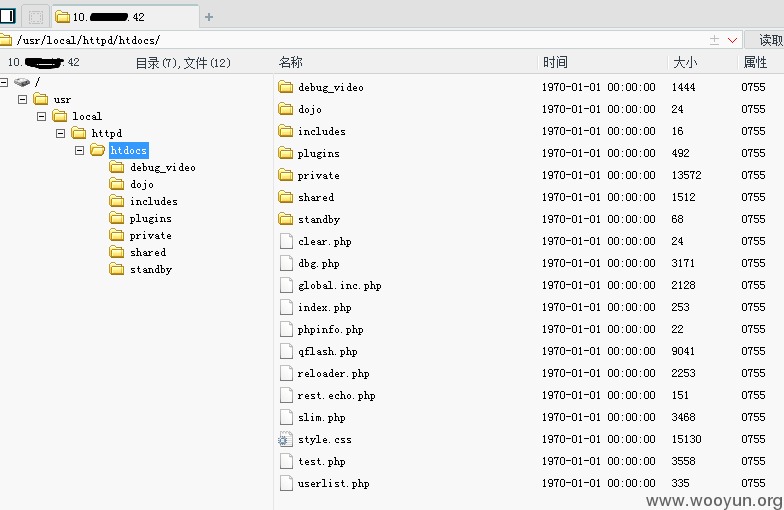 10. .42
+
/usr/local/httpd/htdocs/
读取
10. .42
目录(7),文件(12)
名称 时间 大小 属性
/
usr
local
httpd
htdocs
debug_video
dojo
includes
plugins
private
shared
standby
debug_video 1970-01-01 00:00:00 1444 0755
dojo 1970-01-01 00:00:00 24 0755
includes 1970-01-01 00:00:00 16 0755
plugins 1970-01-01 00:00:00 492 0755
private 1970-01-01 00:00:00 13572 0755
shared 1970-01-01 00:00:00 1512 0755
standby 1970-01-01 00:00:00 68 0755
clear.php 1970-01-01 00:00:00 24 0755
dbg.php 1970-01-01 00:00:00 3171 0755
global.inc.php 1970-01-01 00:00:00 2128 0755
index.php 1970-01-01 00:00:00 253 0755
phpinfo.php 1970-01-01 00:00:00 22 0755
qflash.php 1970-01-01 00:00:00 9041 0755
reloader.php 1970-01-01 00:00:00 2253 0755
rest.echo.php 1970-01-01 00:00:00 151 0755
slim.php 1970-01-01 00:00:00 3468 0755
style.css 1970-01-01 00:00:00 15130 0755
test.php 1970-01-01 00:00:00 3558 0755
userlist.php 1970-01-01 00:00:00 335 0755
www.wooyun.org